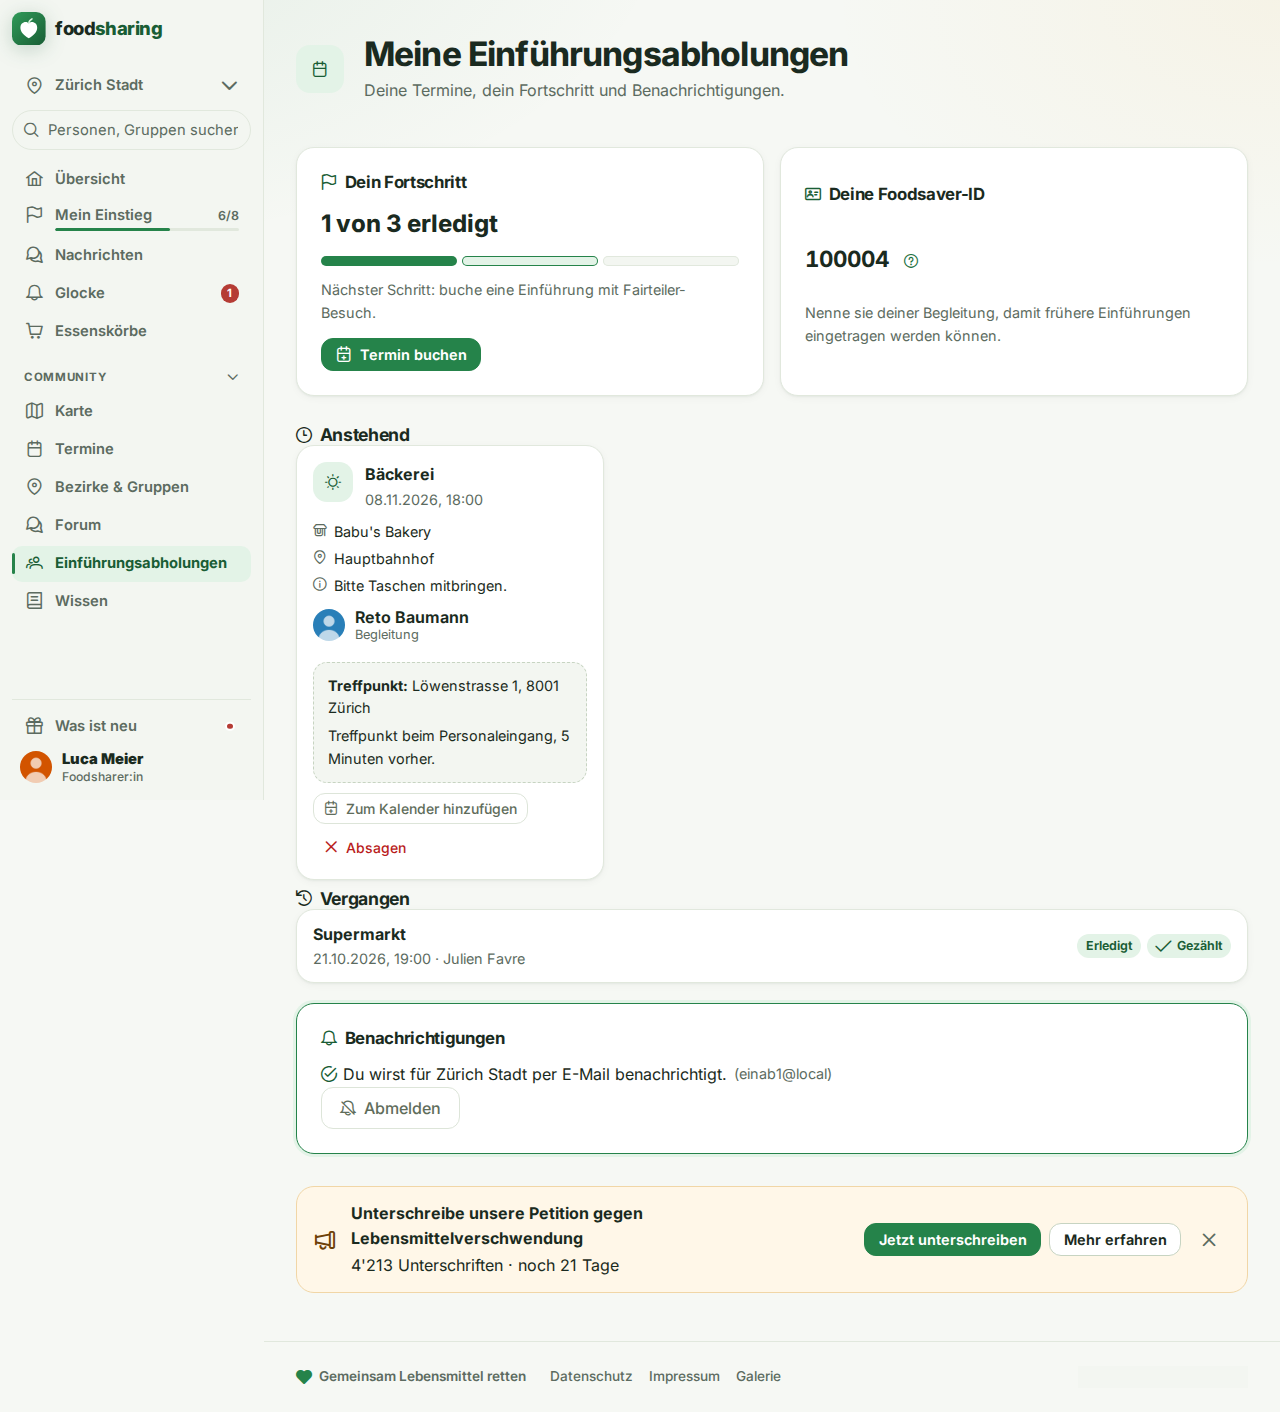 foodsharing
Zürich Stadt
Personen, Gruppen sucher
Übersicht
Mein Einstieg 6/8
Nachrichten
Glocke 1
Essenskörbe
COMMUNITY
Karte
Termine
Bezirke & Gruppen
Forum
Einführungsabholungen
Wissen
Was ist neu
Luca Meier
Foodsharer:in
Meine Einführungsabholungen
Deine Termine, dein Fortschritt und Benachrichtigungen.
Dein Fortschritt
1 von 3 erledigt
Nächster Schritt: buche eine Einführung mit Fairteiler-
Besuch.
Termin buchen
Deine Foodsaver-ID
100004
Nenne sie deiner Begleitung, damit frühere Einführungen
eingetragen werden können.
Anstehend
Bäckerei
08.11.2026, 18:00
Babu's Bakery
Hauptbahnhof
Bitte Taschen mitbringen.
Reto Baumann
Begleitung
Treffpunkt: Löwenstrasse 1, 8001
Zürich
Treffpunkt beim Personaleingang, 5
Minuten vorher.
Zum Kalender hinzufügen
Absagen
Vergangen
Supermarkt
21.10.2026, 19:00 · Julien Favre
Erledigt Gezählt
Benachrichtigungen
Du wirst für Zürich Stadt per E-Mail benachrichtigt. (einab1@local)
Abmelden
Unterschreibe unsere Petition gegen
Lebensmittelverschwendung
4'213 Unterschriften · noch 21 Tage
Jetzt unterschreiben Mehr erfahren
Gemeinsam Lebensmittel retten Datenschutz Impressum Galerie